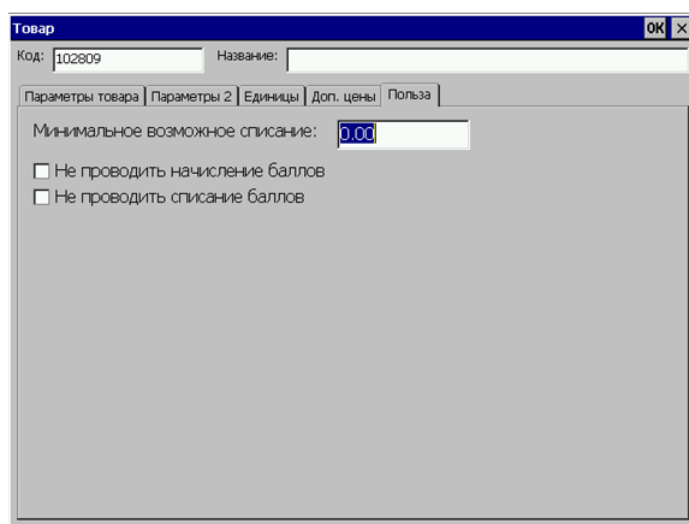 Товар OK
Код: 102809 Название:
Параметры товара Параметры 2 Единицы Доп. цены Польза
Минимальное возможное списание: 0.00
Не проводить начисление баллов
Не проводить списание баллов